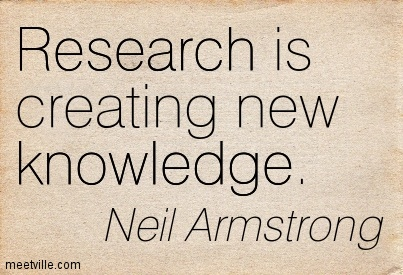 Research is
creating new
knowledge.
Neil Armstrong
meetville.com